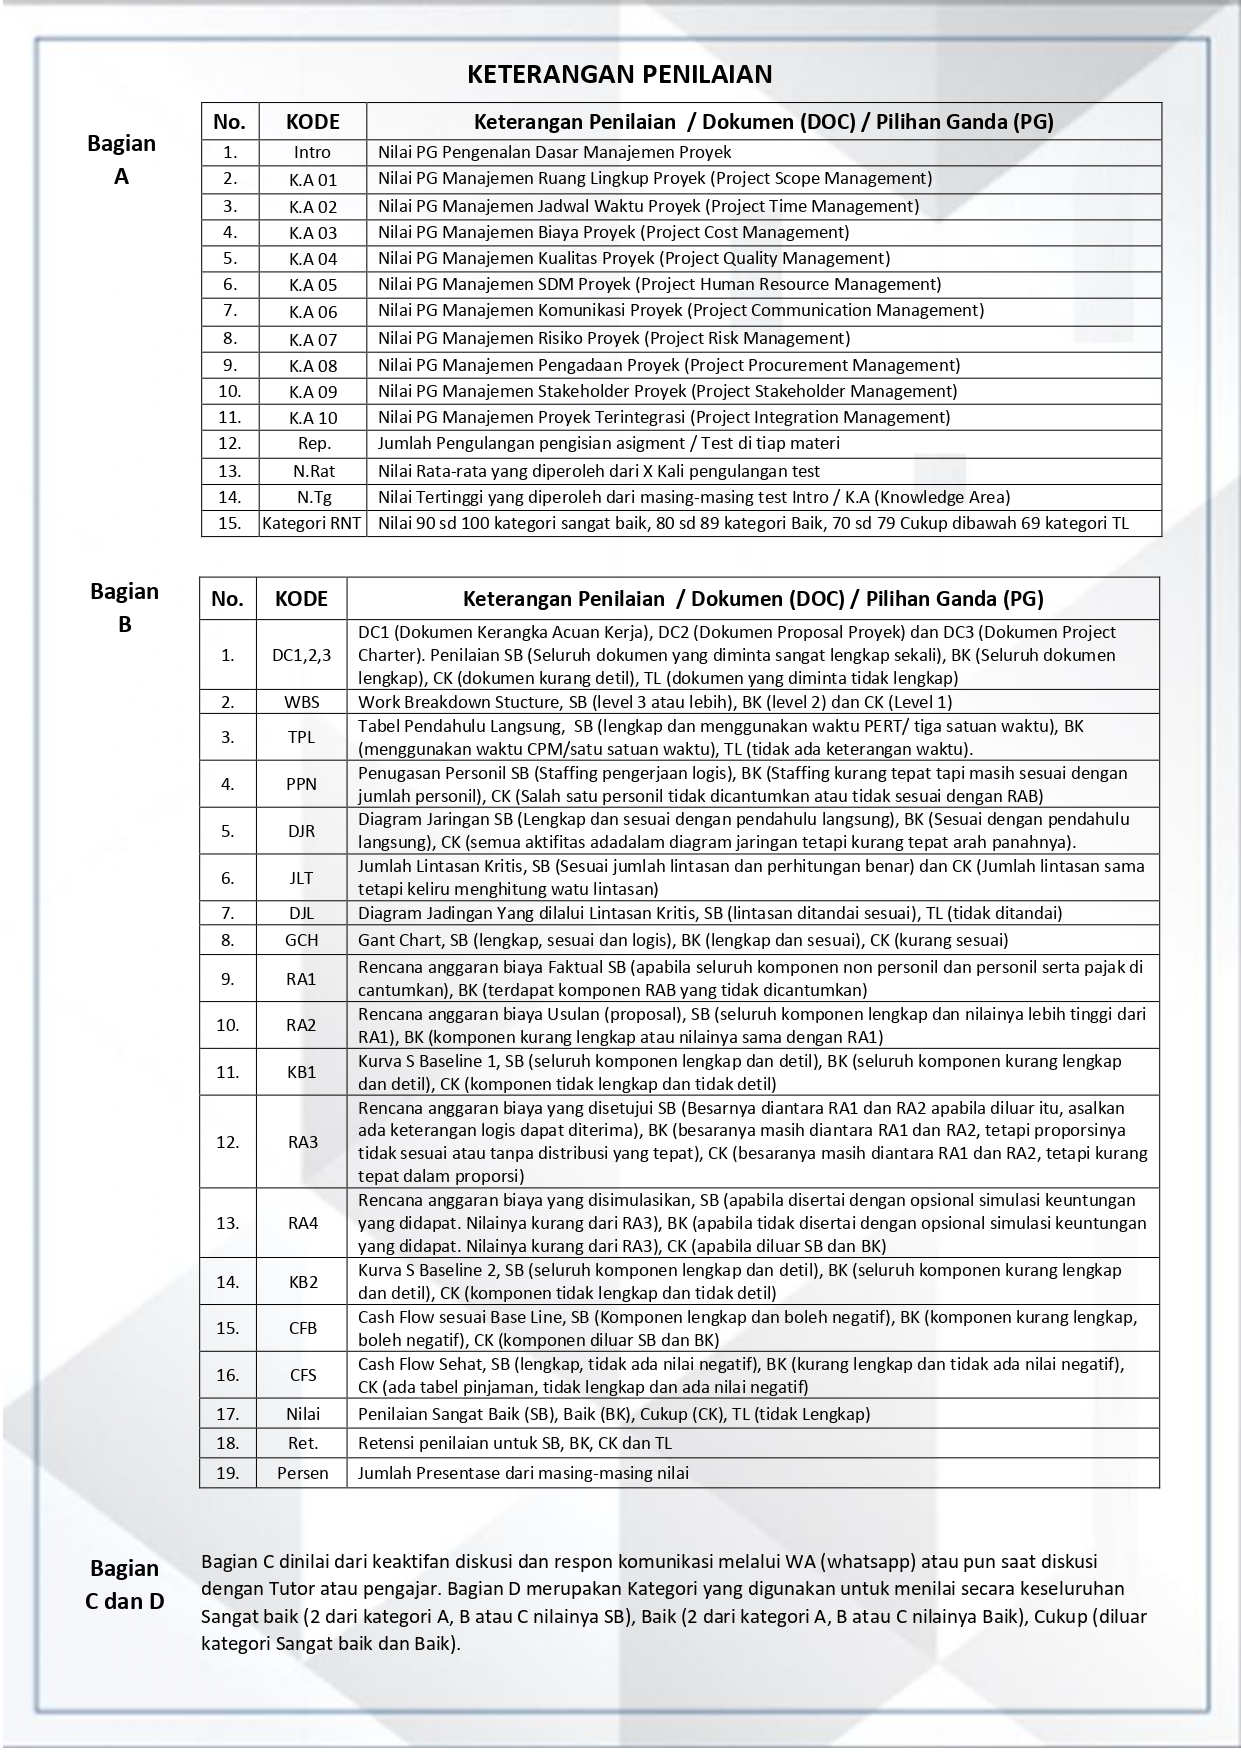 KETERANGAN PENILAIAN
Bagian
A
No. KODE Keterangan Penilaian / Dokumen (DOC) / Pilihan Ganda (PG)
1. Intro Nilai PG Pengenalan Dasar Manajemen Proyek
2. K.A 01 Nilai PG Manajemen Ruang Lingkup Proyek (Project Scope Management)
3. K.A 02 Nilai PG Manajemen Jadwal Waktu Proyek (Project Time Management)
4. K.A 03 Nilai PG Manajemen Biaya Proyek (Project Cost Management)
5. K.A 04 Nilai PG Manajemen Kualitas Proyek (Project Quality Management)
6. K.A 05 Nilai PG Manajemen SDM Proyek (Project Human Resource Management)
7. K.A 06 Nilai PG Manajemen Komunikasi Proyek (Project Communication Management)
8. K.A 07 Nilai PG Manajemen Risiko Proyek (Project Risk Management)
9. K.A 08 Nilai PG Manajemen Pengadaan Proyek (Project Procurement Management)
10. K.A 09 Nilai PG Manajemen Stakeholder Proyek (Project Stakeholder Management)
11. K.A 10 Nilai PG Manajemen Proyek Terintegrasi (Project Integration Management)
12. Rep. Jumlah Pengulangan pengisian asigment / Test di tiap materi
13. N.Rat Nilai Rata-rata yang diperoleh dari X Kali pengulangan test
14. N.Tg Nilai Tertinggi yang diperoleh dari masing-masing test Intro / K.A (Knowledge Area)
15. Kategori RNT Nilai 90 sd 100 kategori sangat baik, 80 sd 89 kategori Baik, 70 sd 79 Cukup dibawah 69 kategori TL
Bagian
B
No. KODE Keterangan Penilaian / Dokumen (DOC) / Pilihan Ganda (PG)
1. DC1,2,3 DC1 (Dokumen Kerangka Acuan Kerja), DC2 (Dokumen Proposal Proyek) dan DC3 (Dokumen Project
Charter). Penilaian SB (Seluruh dokumen yang diminta sangat lengkap sekali), BK (Seluruh dokumen
lengkap), CK (dokumen kurang detil), TL (dokumen yang diminta tidak lengkap)
2. WBS Work Breakdown Stucture, SB (level 3 atau lebih), BK (level 2) dan CK (Level 1)
3. TPL Tabel Pendahulu Langsung, SB (lengkap dan menggunakan waktu PERT/ tiga satuan waktu), BK
(menggunakan waktu CPM/satu satuan waktu), TL (tidak ada keterangan waktu).
4. PPN Penugasan Personil SB (Staffing pengerjaan logis), BK (Staffing kurang tepat tapi masih sesuai dengan
jumlah personil), CK (Salah satu personil tidak dicantumkan atau tidak sesuai dengan RAB)
5. DJR Diagram Jaringan SB (Lengkap dan sesuai dengan pendahulu langsung), BK (Sesuai dengan pendahulu
langsung), CK (semua aktifitas adadalam diagram jaringan tetapi kurang tepat arah panahnya).
6. JLT Jumlah Lintasan Kritis, SB (Sesuai jumlah lintasan dan perhitungan benar) dan CK (Jumlah lintasan sama
tetapi keliru menghitung watu lintasan)
7. DJL Diagram Jadingan Yang dilalui Lintasan Kritis, SB (lintasan ditandai sesuai), TL (tidak ditandai)
8. GCH Gant Chart, SB (lengkap, sesuai dan logis), BK (lengkap dan sesuai), CK (kurang sesuai)
9. RA1 Rencana anggaran biaya Faktual SB (apabila seluruh komponen non personil dan personil serta pajak di
cantumkan), BK (terdapat komponen RAB yang tidak dicantumkan)
10. RA2 Rencana anggaran biaya Usulan (proposal), SB (seluruh komponen lengkap dan nilainya lebih tinggi dari
RA1), BK (komponen kurang lengkap atau nilainya sama dengan RA1)
11. KB1 Kurva S Baseline 1, SB (seluruh komponen lengkap dan detil), BK (seluruh komponen kurang lengkap
dan detil), CK (komponen tidak lengkap dan tidak detil)
12. RA3 Rencana anggaran biaya yang disetujui SB (Besarnya diantara RA1 dan RA2 apabila diluar itu, asalkan
ada keterangan logis dapat diterima), BK (besaranya masih diantara RA1 dan RA2, tetapi proporsinya
tidak sesuai atau tanpa distribusi yang tepat), CK (besaranya masih diantara RA1 dan RA2, tetapi kurang
tepat dalam proporsi)
13. RA4 Rencana anggaran biaya yang disimulasikan, SB (apabila disertai dengan opsional simulasi keuntungan
yang didapat. Nilainya kurang dari RA3), BK (apabila tidak disertai dengan opsional simulasi keuntungan
yang didapat. Nilainya kurang dari RA3), CK (apabila diluar SB dan BK)
14. KB2 Kurva S Baseline 2, SB (seluruh komponen lengkap dan detil), BK (seluruh komponen kurang lengkap
dan detil), CK (komponen tidak lengkap dan tidak detil)
15. CFB Cash Flow sesuai Base Line, SB (Komponen lengkap dan boleh negatif), BK (komponen kurang lengkap,
boleh negatif), CK (komponen diluar SB dan BK)
16. CFS Cash Flow Sehat, SB (lengkap, tidak ada nilai negatif), BK (kurang lengkap dan tidak ada nilai negatif),
CK (ada tabel pinjaman, tidak lengkap dan ada nilai negatif)
17. Nilai Penilaian Sangat Baik (SB), Baik (BK), Cukup (CK), TL (tidak Lengkap)
18. Ret. Retensi penilaian untuk SB, BK, CK dan TL
19. Persen Jumlah Presentase dari masing-masing nilai
Bagian
C dan D
Bagian C dinilai dari keaktifan diskusi dan respon komunikasi melalui WA (whatsapp) atau pun saat diskusi
dengan Tutor atau pengajar. Bagian D merupakan Kategori yang digunakan untuk menilai secara keseluruhan
Sangat baik (2 dari kategori A, B atau C nilainya SB), Baik (2 dari kategori A, B atau C nilainya Baik), Cukup (diluar
kategori Sangat baik dan Baik).